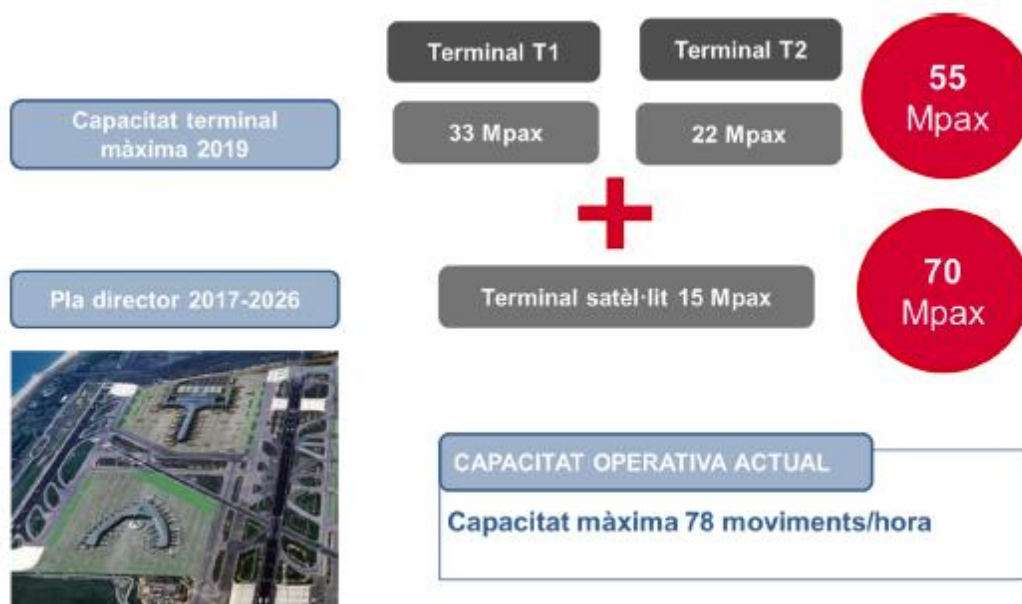 Terminal T1
Terminal T2
55
Mpax
Capacitat terminal
màxima 2019
33 Mpax
22 Mpax
Pla director 2017-2026
Terminal satèl·lit 15 Mpax
70
Mpax
CAPACITAT OPERATIVA ACTUAL
Capacitat màxima 78 moviments/hora